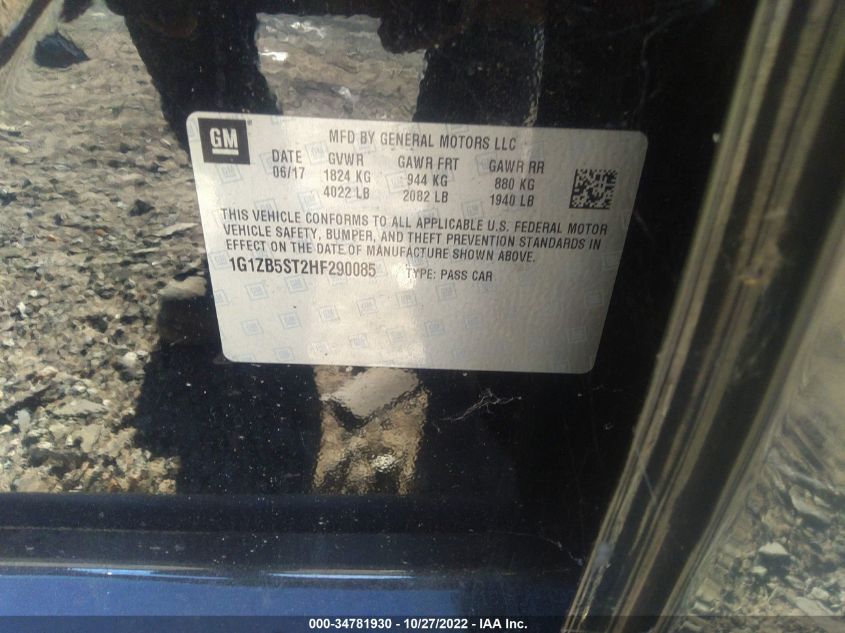 GM
MFD BY GENERAL MOTORS LLC
DATE GVWR GAWR FRT GAWR RR
06/17 1824 KG 944 KG 880 KG
4022 LB 2082 LB 1940 LB
THIS VEHICLE CONFORMS TO ALL APPLICABLE U.S. FEDERAL MOTOR
VEHICLE SAFETY, BUMPER, AND THEFT PREVENTION STANDARDS IN
EFFECT ON THE DATE OF MANUFACTURE SHOWN ABOVE.
1G1ZB5ST2HF290085 TYPE: PASS CAR
000-34781930 - 10/27/2022 - IAA Inc.